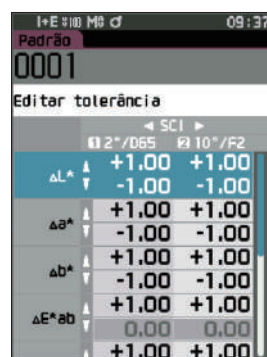 I+E M 09:37
Padrão
0001
Editar tolerância
◄ SCI ►
1 2°/D65 2 10°/F2
ΔL* +1.00 +1.00
-1.00 -1.00
Δa* +1.00 +1.00
-1.00 -1.00
Δb* +1.00 +1.00
-1.00 -1.00
ΔE*ab +1.00 +1.00
0.00 0.00
+1.00 +1.00